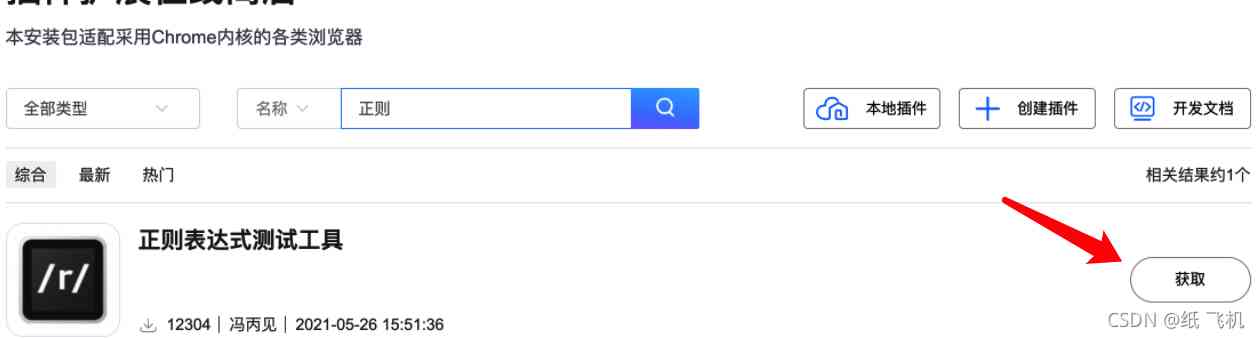 本安装包适配采用Chrome内核的各类浏览器
全部类型
名称
正则
本地插件
创建插件
开发文档
综合 最新 热门
相关结果约1个
正则表达式测试工具
/r/
获取
12304 | 冯丙见 | 2021-05-26 15:51:36
CSDN @纸 飞机